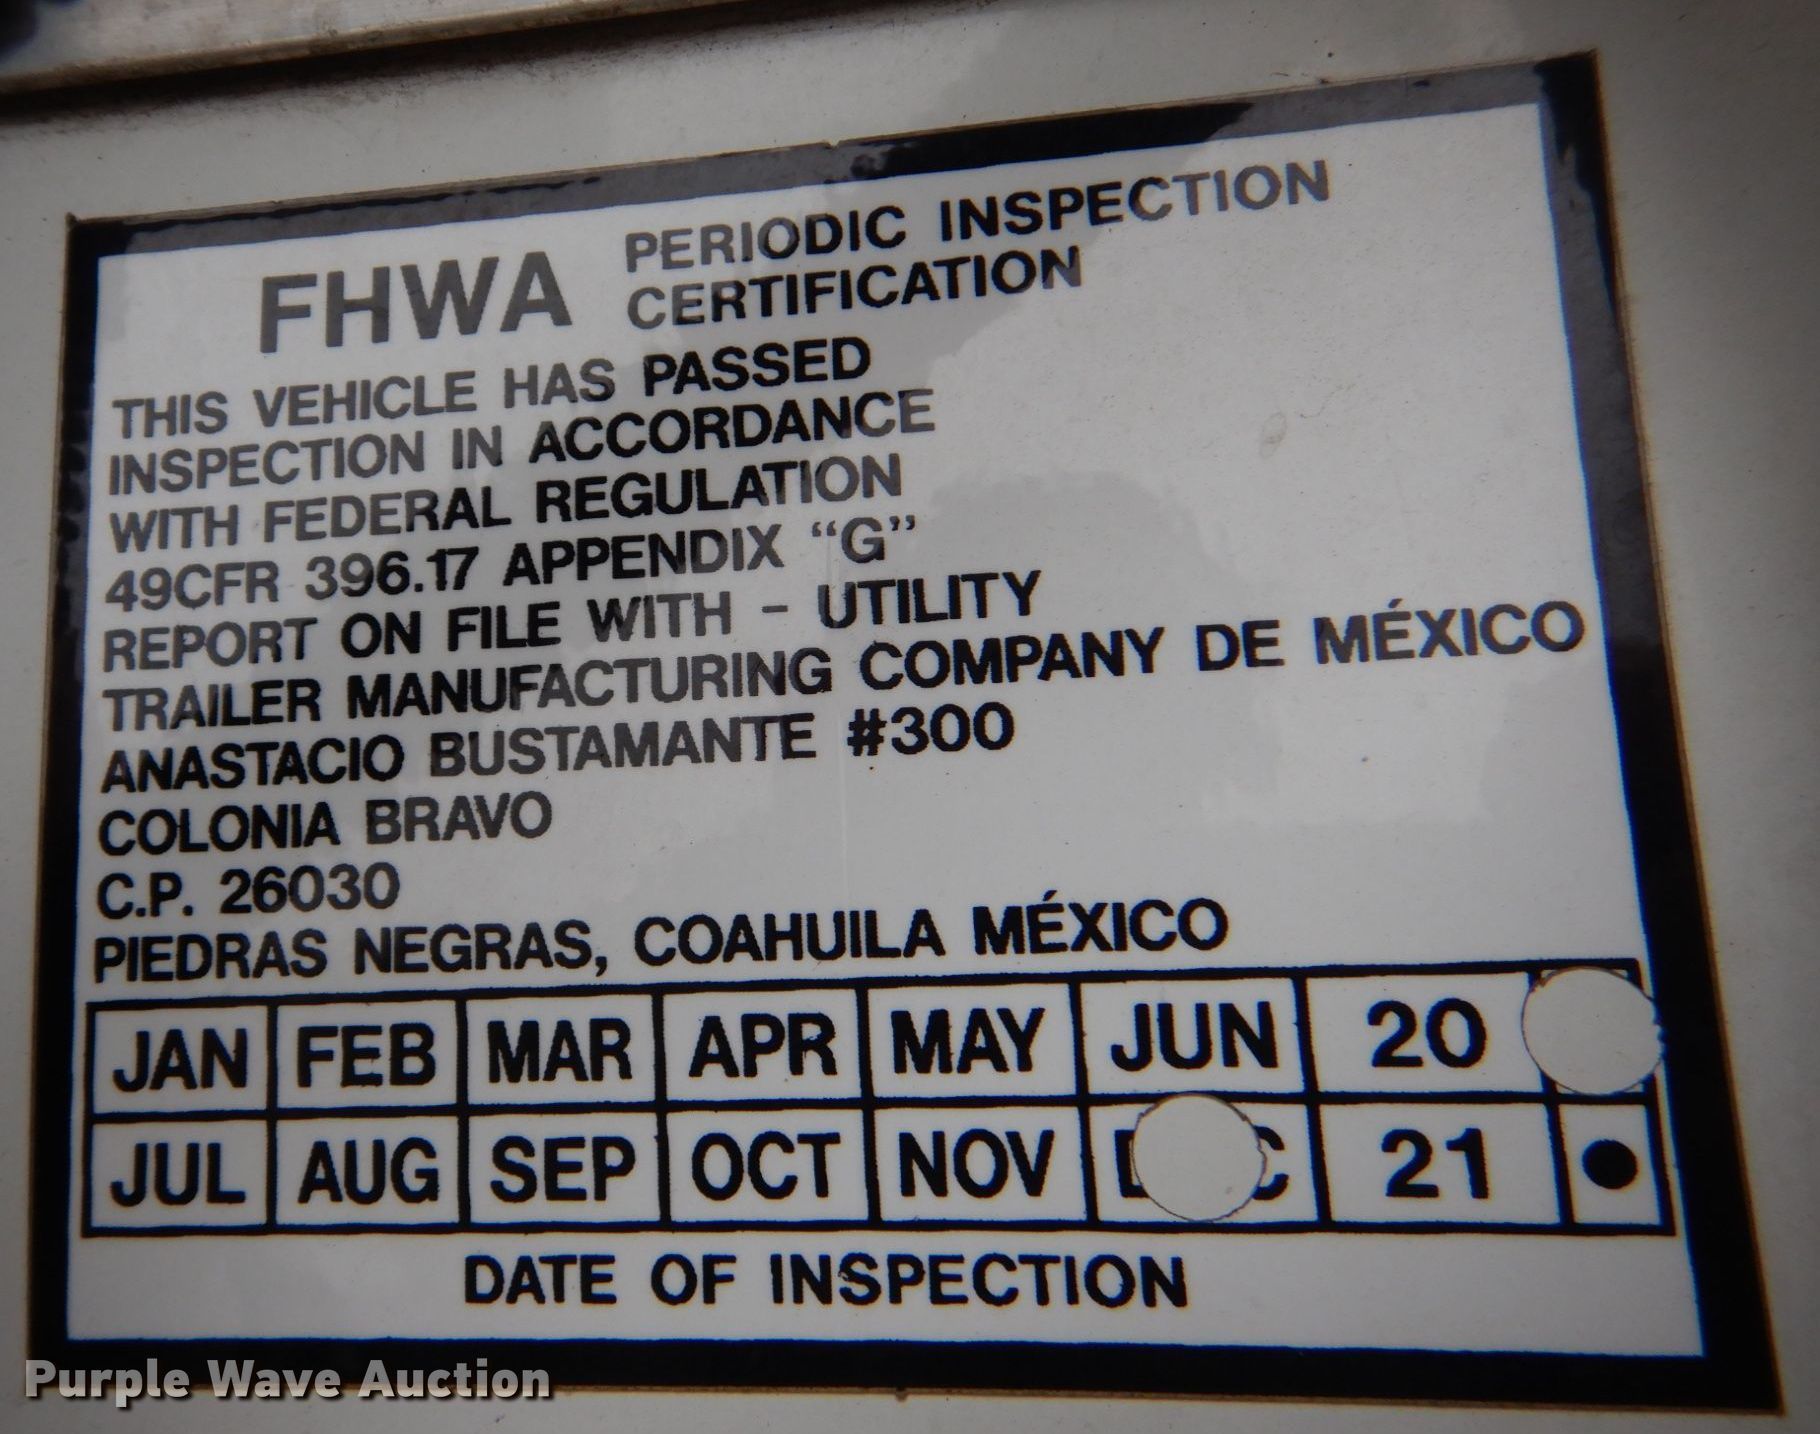 FHWA PERIODIC INSPECTION
CERTIFICATION
THIS VEHICLE HAS PASSED
INSPECTION IN ACCORDANCE
WITH FEDERAL REGULATION
49CFR 396.17 APPENDIX “G”
REPORT ON FILE WITH - UTILITY
TRAILER MANUFACTURING COMPANY DE MÉXICO
ANASTACIO BUSTAMANTE #300
COLONIA BRAVO
C.P. 26030
PIEDRAS NEGRAS, COAHUILA MÉXICO
JAN FEB MAR APR MAY JUN 20
JUL AUG SEP OCT NOV 21
DATE OF INSPECTION
Purple Wave Auction